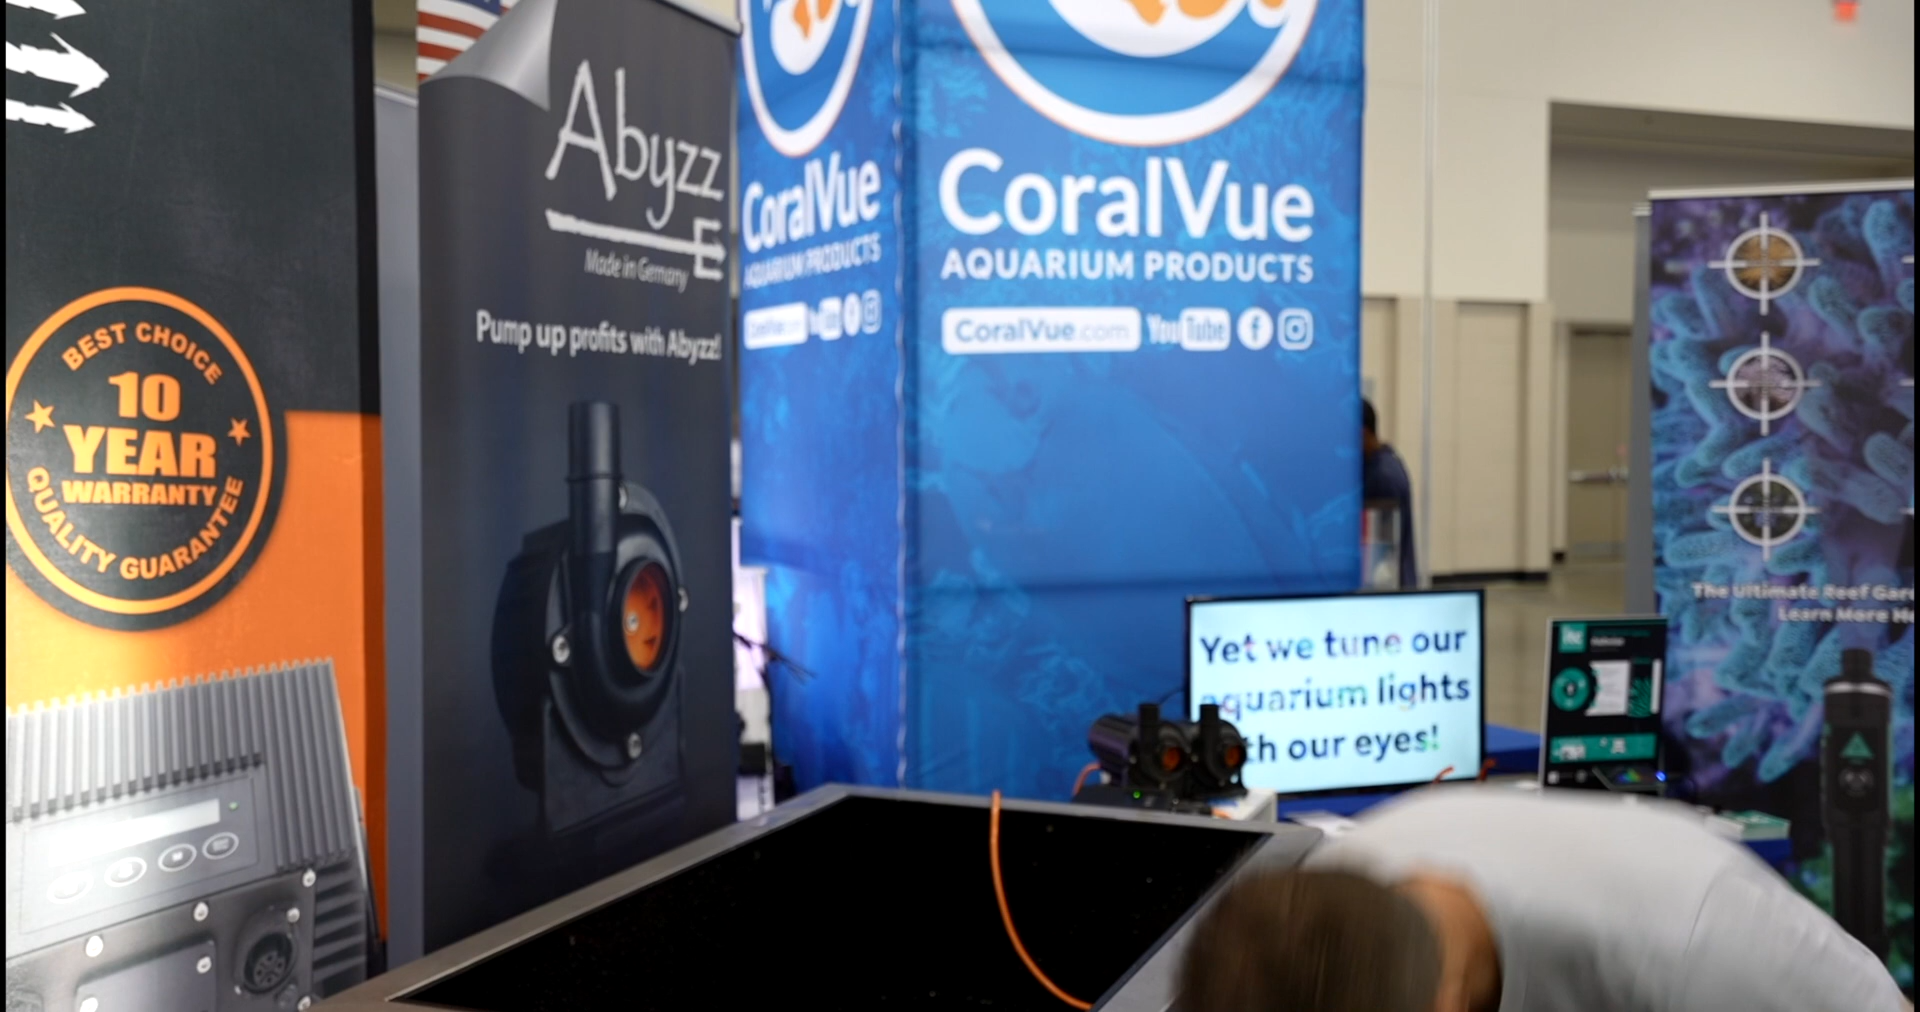 BEST CHOICE
10
YEAR
WARRANTY
QUALITY GUARANTEE
Abyzz
E
Made in Gemany
Pump up profits with Abyzz!
CoralVue
AQUARIUM PRODUCTS
CoralVue
AQUARIUM PRODUCTS
CoralVue.com YouTube
Yet we tune our
aquarium lights
th our eyes!
The Ultimate Reef Gar
Learn More He